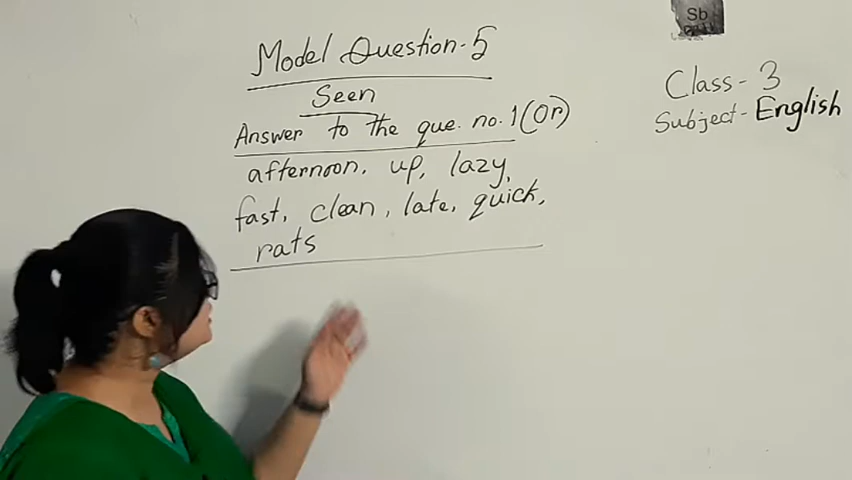 Model Question-5
Seen
Answer to the que. no. 1 (Or)
afternoon, up, lazy,
fast, clean, late, quick,
rats
Sb
Class- 3
Subject- English